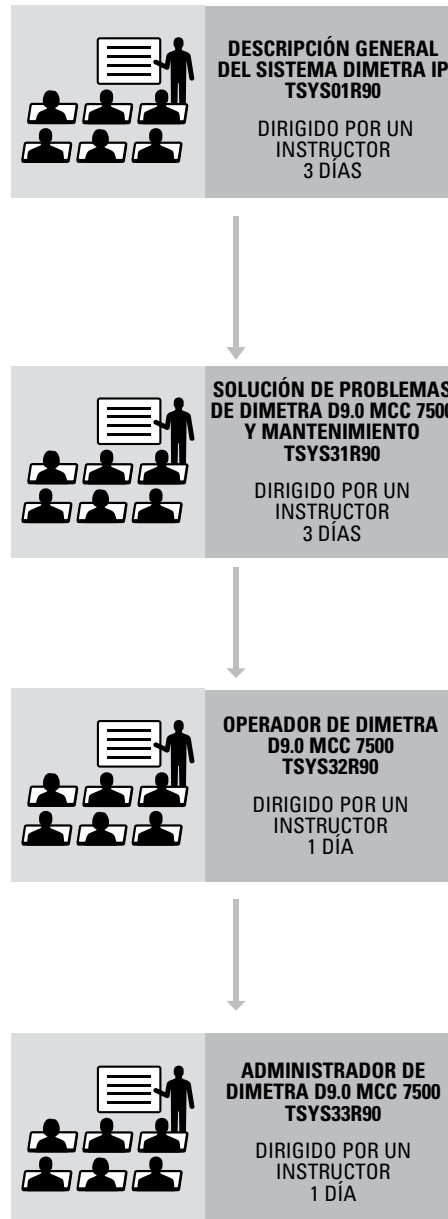 DESCRIPCIÓN GENERAL
DEL SISTEMA DIMETRA IP
TSYS01R90
DIRIGIDO POR UN
INSTRUCTOR
3 DÍAS
SOLUCIÓN DE PROBLEMAS
DE DIMETRA D9.0 MCC 7500
Y MANTENIMIENTO
TSYS31R90
DIRIGIDO POR UN
INSTRUCTOR
3 DÍAS
OPERADOR DE DIMETRA
D9.0 MCC 7500
TSYS32R90
DIRIGIDO POR UN
INSTRUCTOR
1 DÍA
ADMINISTRADOR DE
DIMETRA D9.0 MCC 7500
TSYS33R90
DIRIGIDO POR UN
INSTRUCTOR
1 DÍA